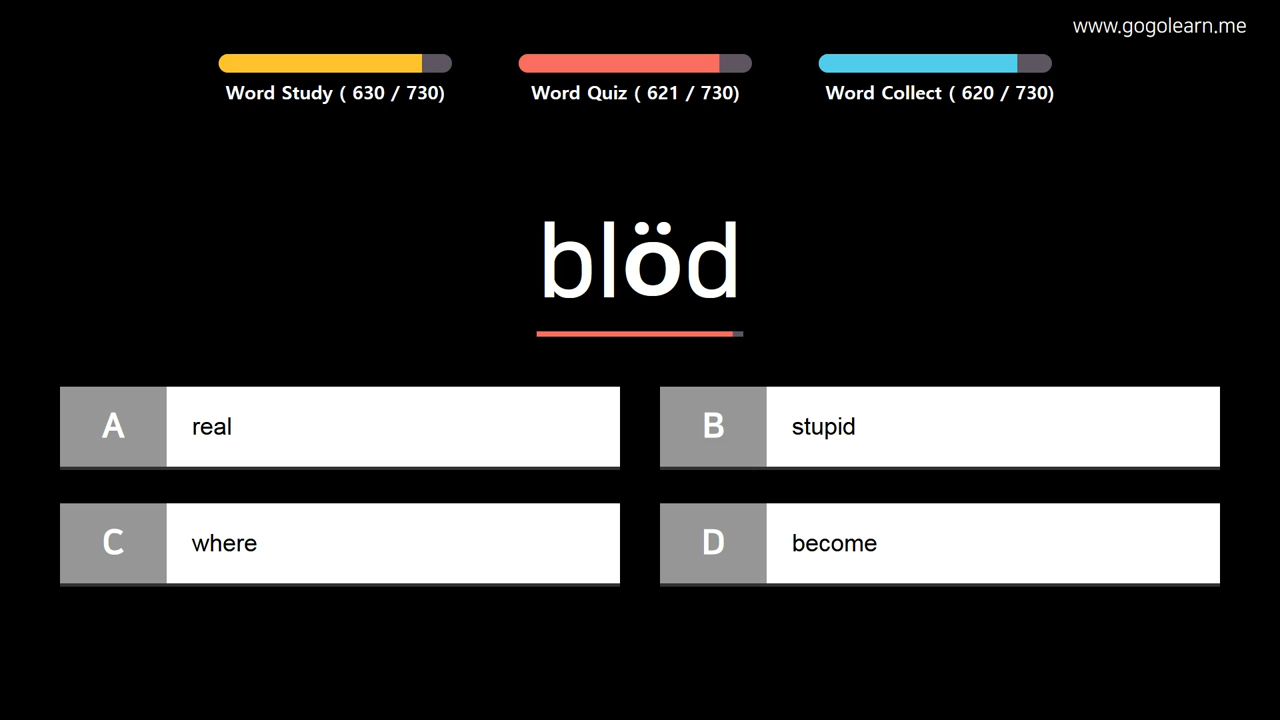 www.gogolearn.me
Word Study ( 630 / 730)
Word Quiz ( 621 / 730)
Word Collect ( 620 / 730)
blöd
A real
B stupid
C where
D become